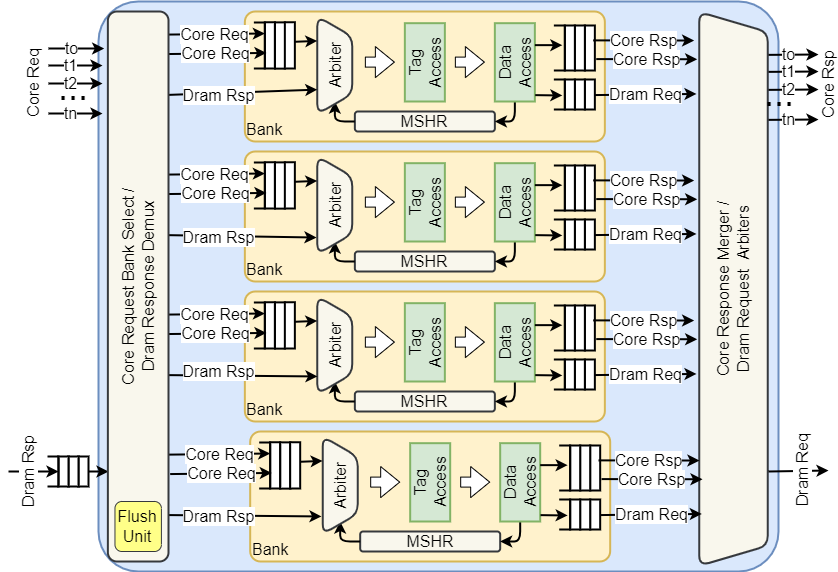 Core Req
t0
t1
t2
...
tn
Dram Rsp
Core Request Bank Select /
Dram Response Demux
Flush
Unit
Core Req
Core Req
Dram Rsp
Arbiter
Tag
Access
Data
Access
MSHR
Bank
Core Rsp
Core Rsp
Dram Req
Core Req
Core Req
Dram Rsp
Arbiter
Tag
Access
Data
Access
MSHR
Bank
Core Rsp
Core Rsp
Dram Req
Core Req
Core Req
Dram Rsp
Arbiter
Tag
Access
Data
Access
MSHR
Bank
Core Rsp
Core Rsp
Dram Req
Core Req
Core Req
Dram Rsp
Arbiter
Tag
Access
Data
Access
MSHR
Bank
Core Rsp
Core Rsp
Dram Req
Core Response Merger /
Dram Request Arbiters
t0
t1
t2
...
tn
Core Rsp
Dram Req